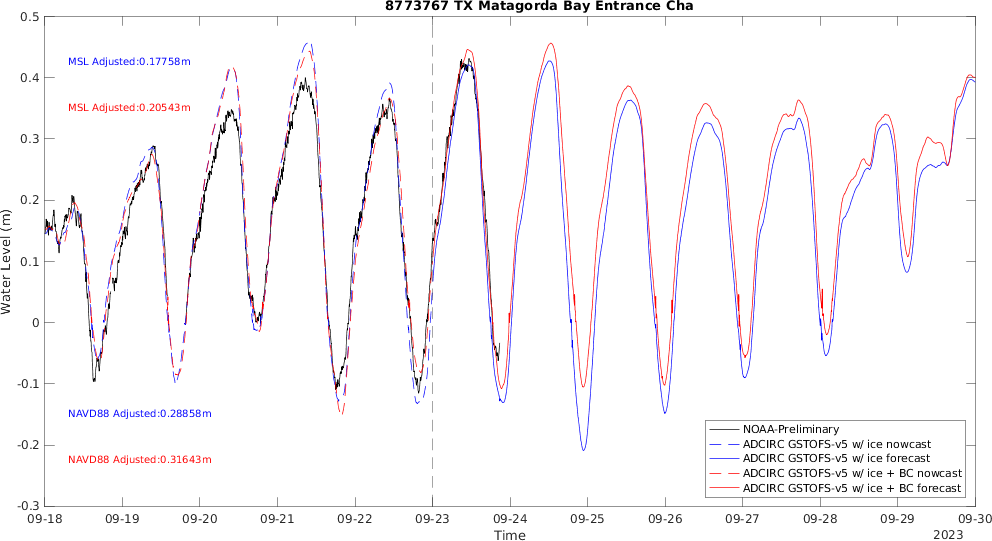 8773767 TX Matagorda Bay Entrance Cha
0.5
0.4
0.3
0.2
0.1
0
-0.1
-0.2
-0.3
Water Level (m)
MSL Adjusted:0.17758m
MSL Adjusted:0.20543m
NAVD88 Adjusted:0.28858m
NAVD88 Adjusted:0.31643m
NOAA-Preliminary
ADCIRC GSTOFS-v5 w/ ice nowcast
ADCIRC GSTOFS-v5 w/ ice forecast
ADCIRC GSTOFS-v5 w/ ice + BC nowcast
ADCIRC GSTOFS-v5 w/ ice + BC forecast
09-18 09-19 09-20 09-21 09-22 09-23 09-24 09-25 09-26 09-27 09-28 09-29 09-30
Time
2023